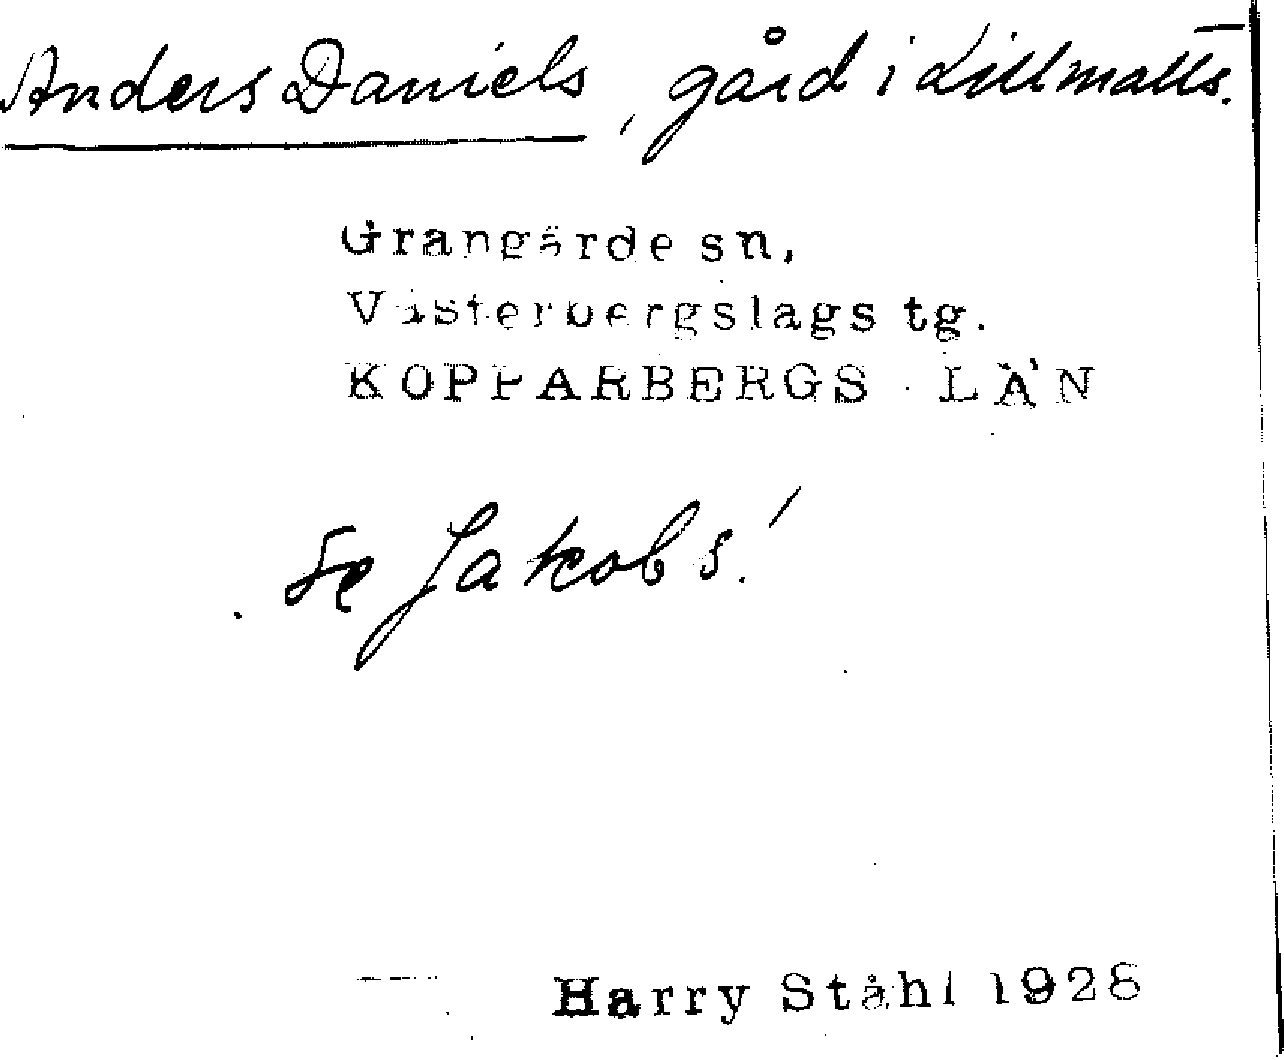 Anders Daniels, gård i Lillmatts.
Grangärde sn,
Västerbergslags tg.
KOPPARBERGS LÄN
Se Jakobs!
Harry Ståhl 1928